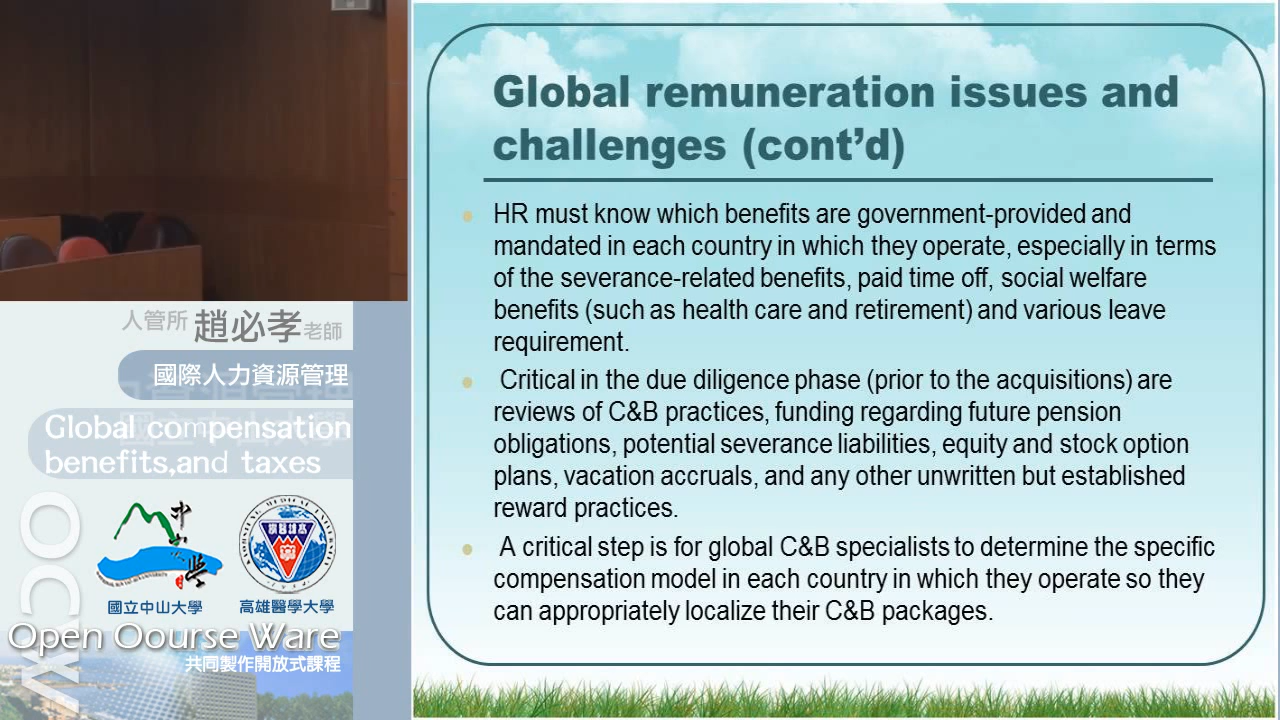 Global remuneration issues and
challenges (cont’d)
HR must know which benefits are government-provided and
mandated in each country in which they operate, especially in terms
of the severance-related benefits, paid time off, social welfare
benefits (such as health care and retirement) and various leave
requirement.
Critical in the due diligence phase (prior to the acquisitions) are
reviews of C&B practices, funding regarding future pension
obligations, potential severance liabilities, equity and stock option
plans, vacation accruals, and any other unwritten but established
reward practices.
A critical step is for global C&B specialists to determine the specific
compensation model in each country in which they operate so they
can appropriately localize their C&B packages.
人管所 趙必孝 老師
國際人力資源管理
Global compensation
benefits,and taxes
OCW
中山大學
KAOHSIUNG MEDICAL UNIVERSITY
國立中山大學
高雄醫學大學
Open Oourse Ware
共同製作開放式課程